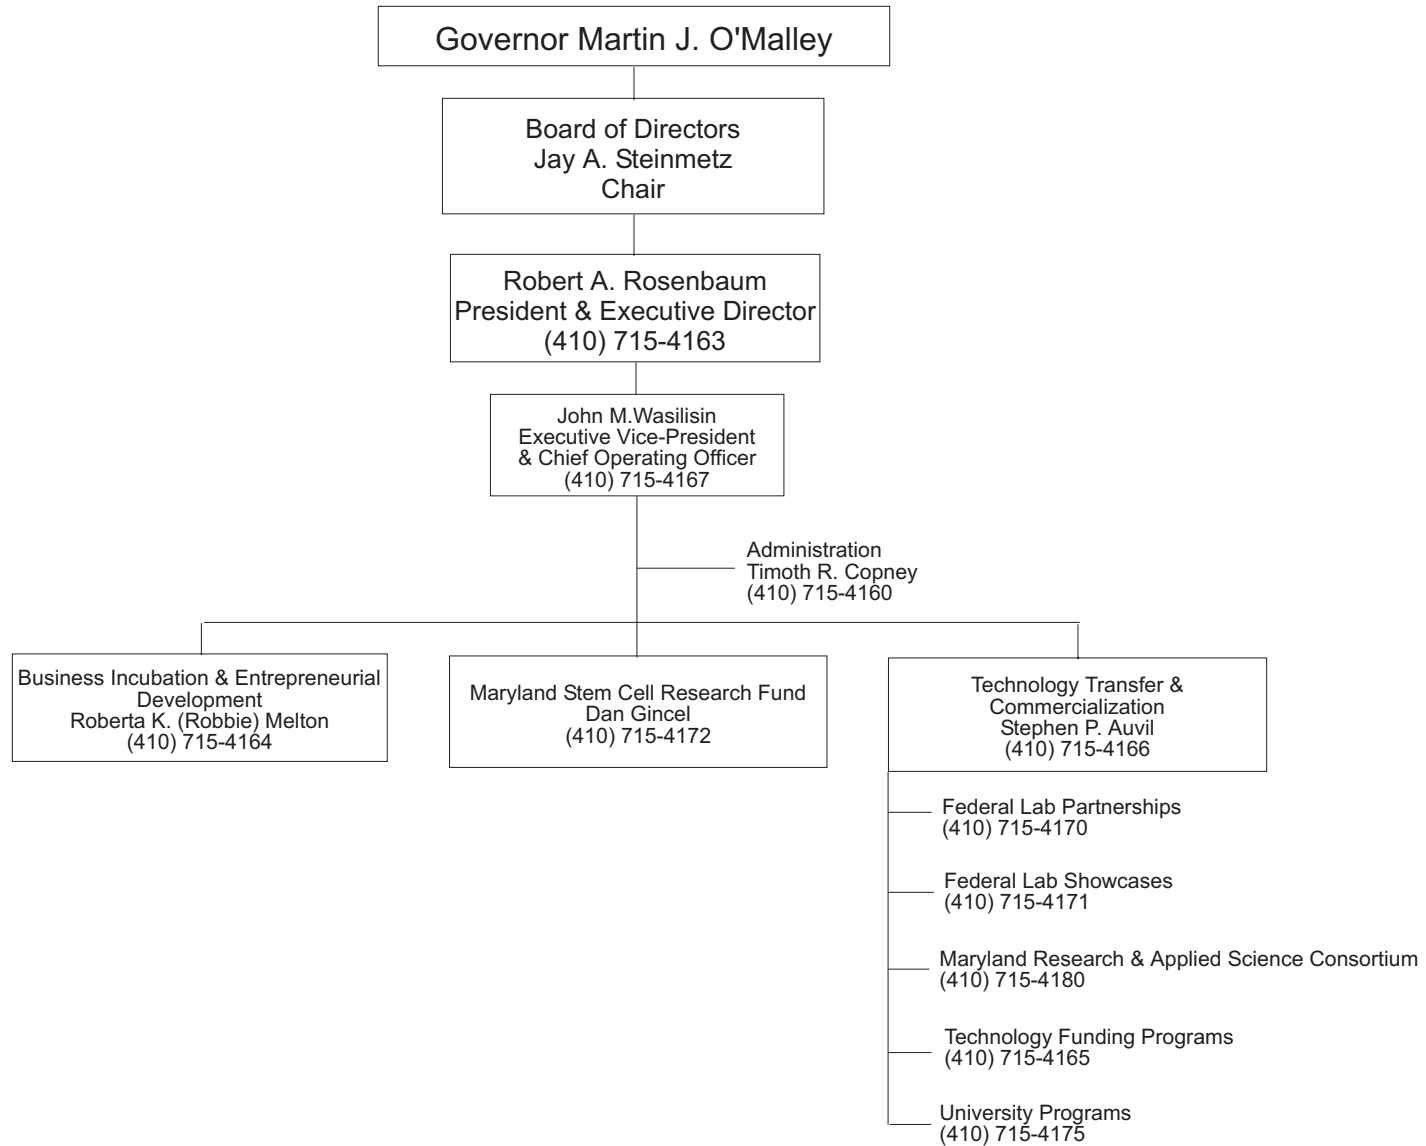 Governor Martin J. O'Malley
Board of Directors
Jay A. Steinmetz
Chair
Robert A. Rosenbaum
President & Executive Director
(410) 715-4163
John M.Wasilisin
Executive Vice-President
& Chief Operating Officer
(410) 715-4167
Administration
Timoth R. Copney
(410) 715-4160
Business Incubation & Entrepreneurial
Development
Roberta K. (Robbie) Melton
(410) 715-4164
Maryland Stem Cell Research Fund
Dan Gincel
(410) 715-4172
Technology Transfer &
Commercialization
Stephen P. Auvil
(410) 715-4166
Federal Lab Partnerships
(410) 715-4170
Federal Lab Showcases
(410) 715-4171
Maryland Research & Applied Science Consortium
(410) 715-4180
Technology Funding Programs
(410) 715-4165
University Programs
(410) 715-4175